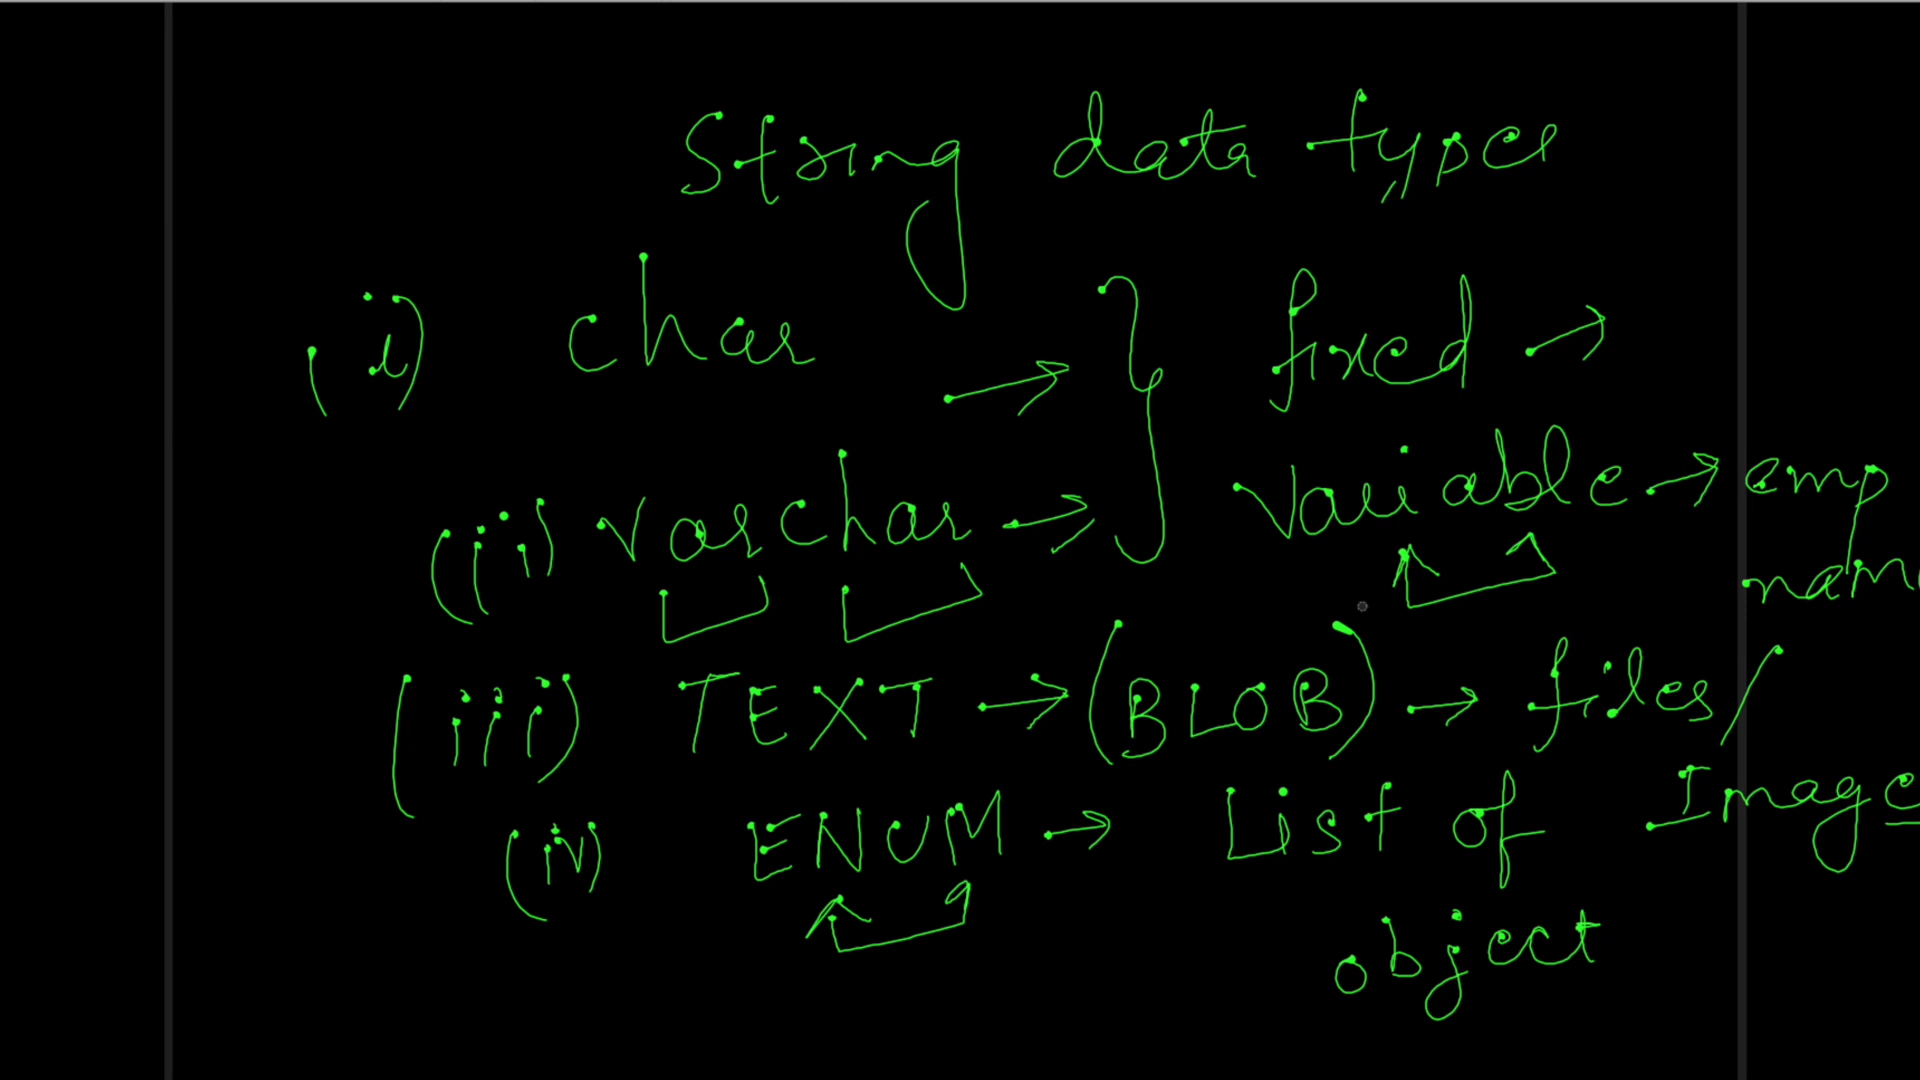 String data types
(i) char → } fixed →
(ii) varchar → variable → emp
name
(iii) TEXT → (BLOB) → files/
Image
(iv) ENUM → List of
object